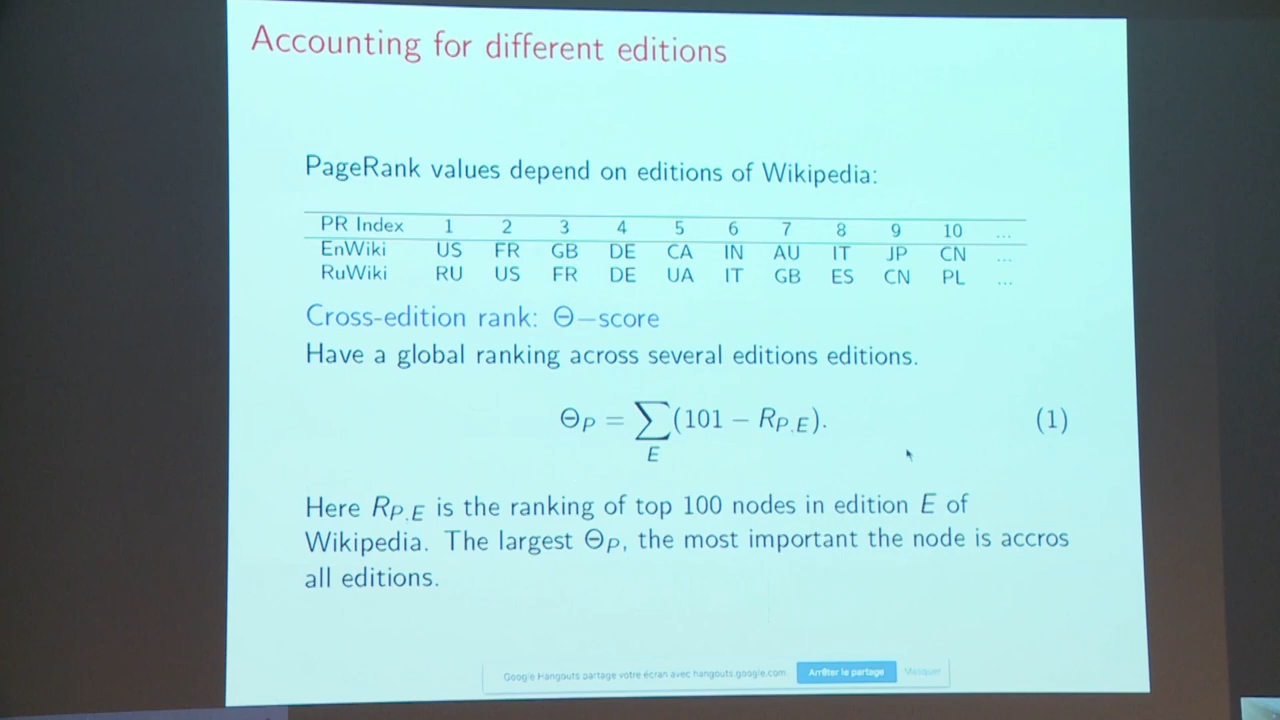 Accounting for different editions
PageRank values depend on editions of Wikipedia:
PR Index 1 2 3 4 5 6 7 8 9 10 ...
EnWiki US FR GB DE CA IN AU IT JP CN ...
RuWiki RU US FR DE UA IT GB ES CN PL ...
Cross-edition rank: Θ−score
Have a global ranking across several editions editions.
Θ_P = ∑_E (101 − R_{P,E}). (1)
Here R_{P,E} is the ranking of top 100 nodes in edition E of
Wikipedia. The largest Θ_P, the most important the node is accros
all editions.
Google Hangouts partage votre écran avec hangouts.google.com. Arrêter le partage Masquer